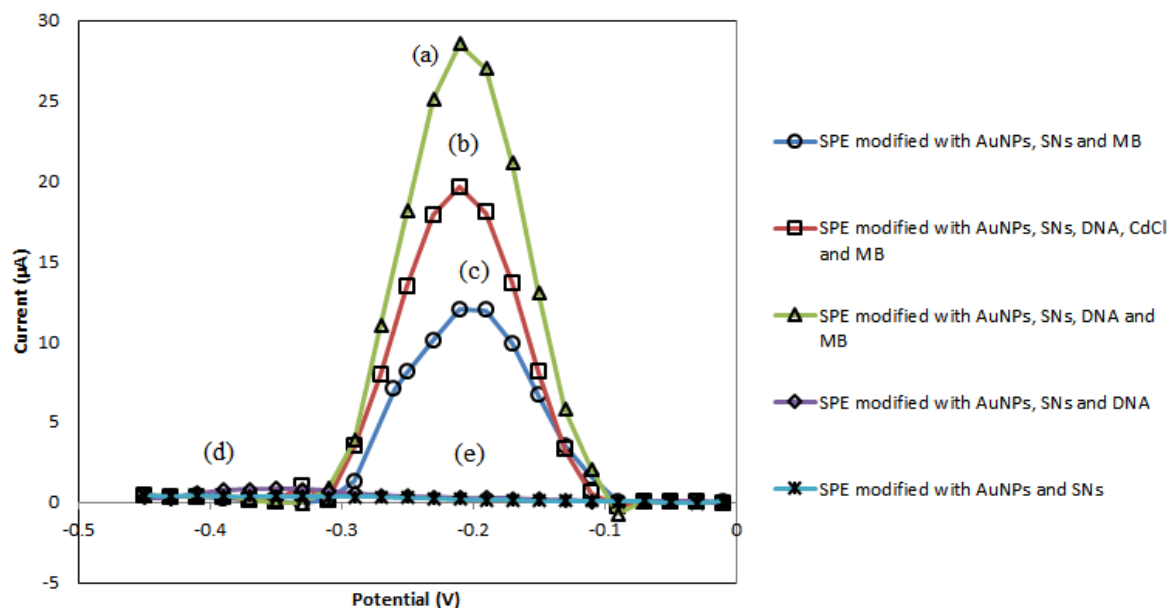 30
25
20
15
10
5
0
-5
-0.5
-0.4
-0.3
-0.2
-0.1
0
Current (µA)
Potential (V)
(a)
(b)
(c)
(d)
(e)
SPE modified with AuNPs, SNs and MB
SPE modified with AuNPs, SNs, DNA, CdCl
and MB
SPE modified with AuNPs, SNs, DNA and
MB
SPE modified with AuNPs, SNs and DNA
SPE modified with AuNPs and SNs